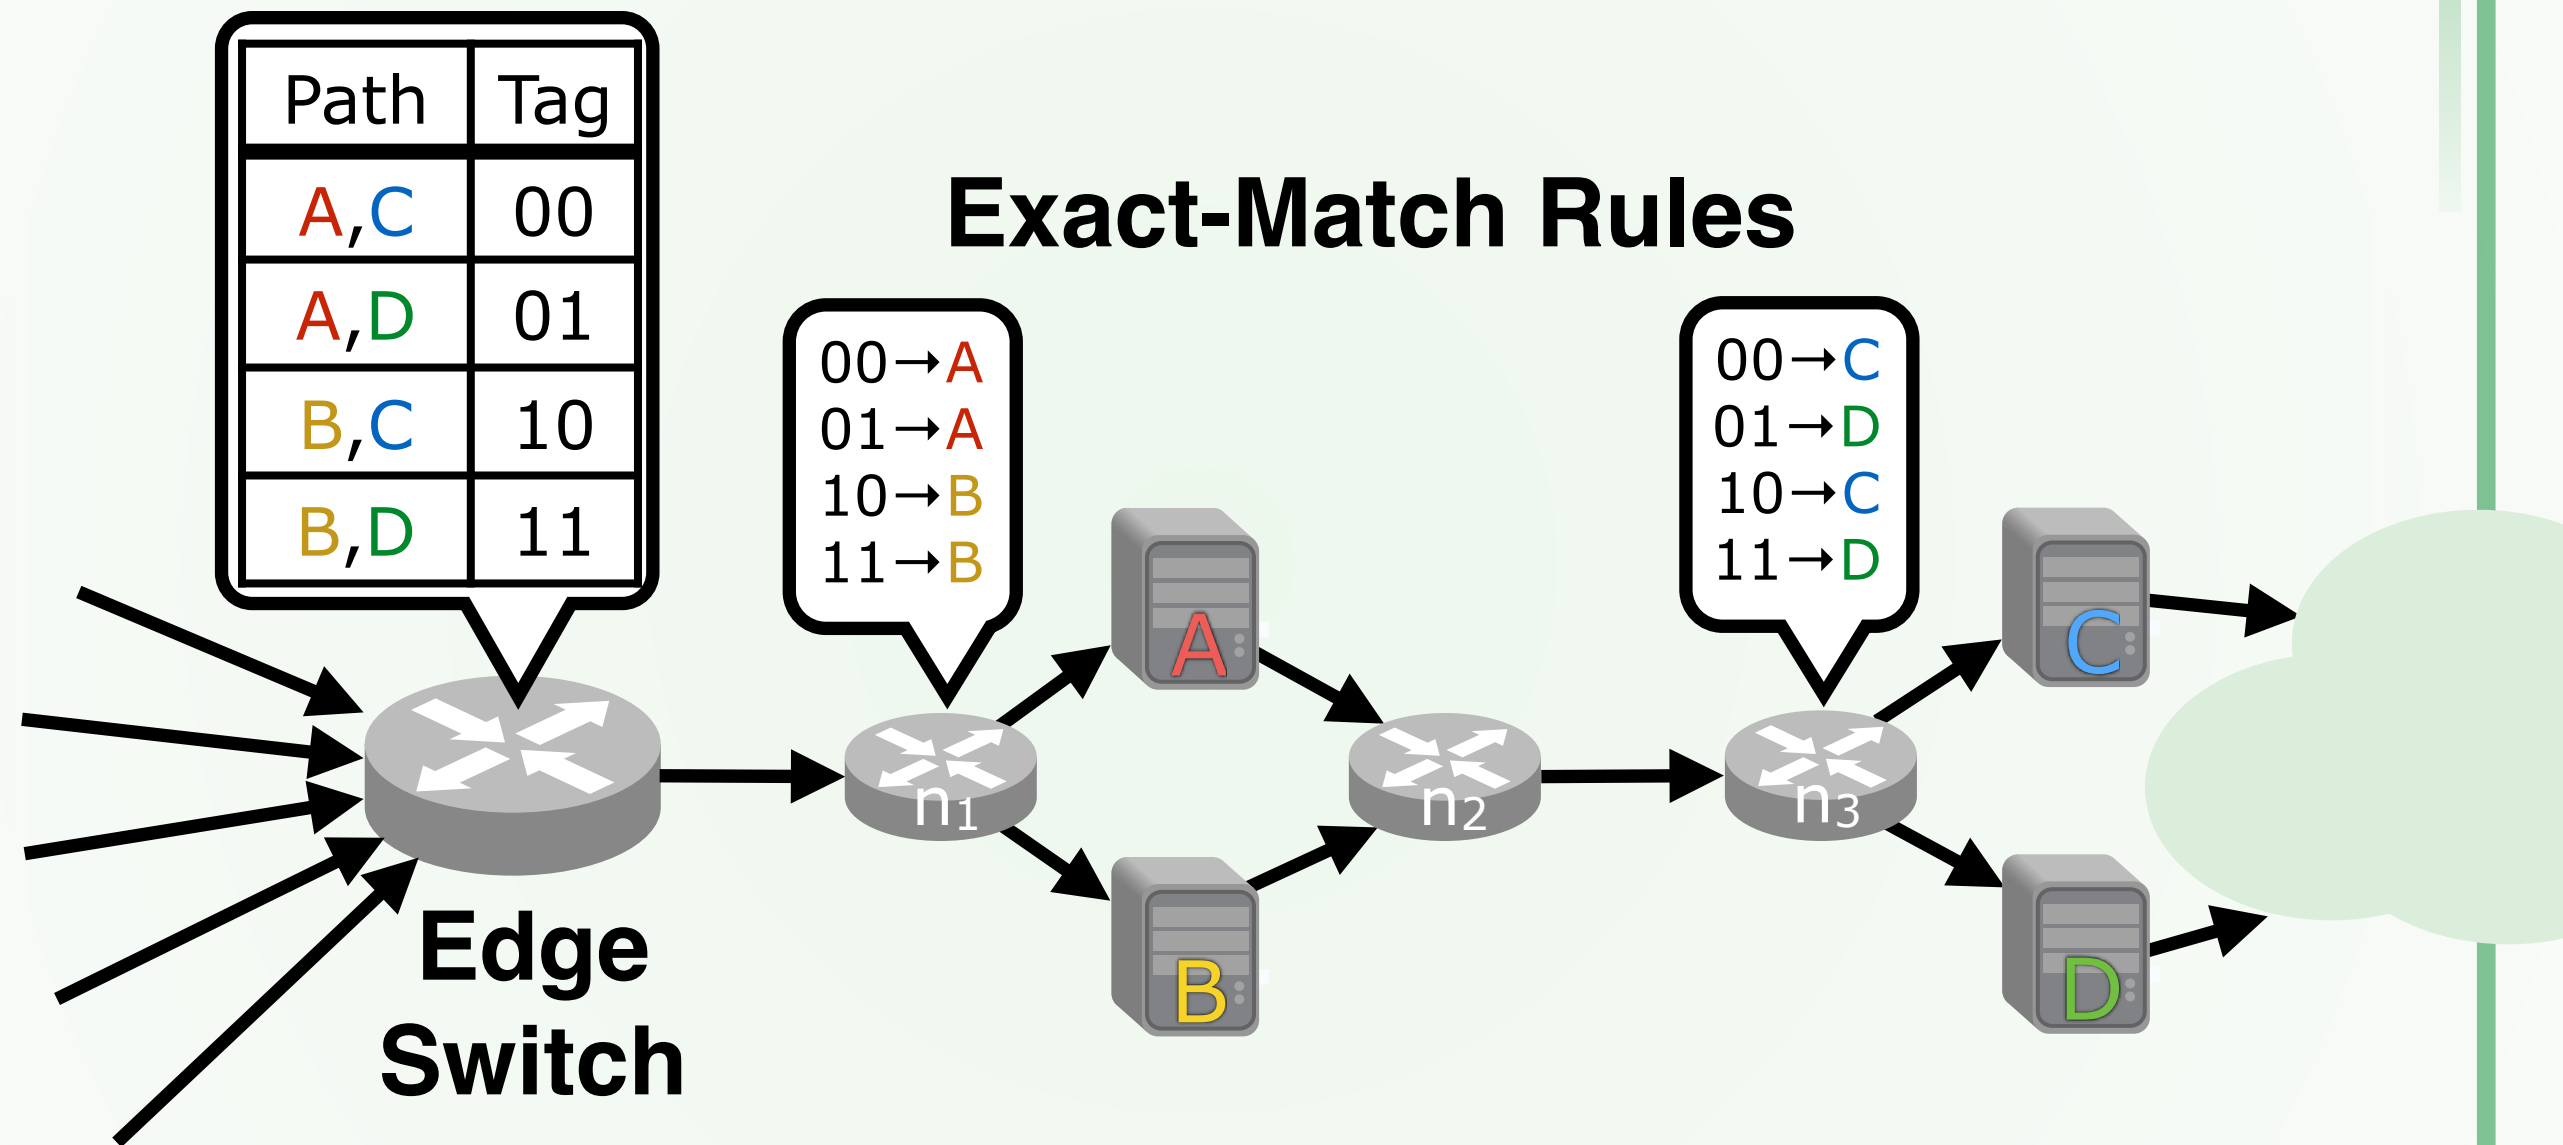 Path Tag
A,C 00
A,D 01
B,C 10
B,D 11
Exact-Match Rules
00→A
01→A
10→B
11→B
00→C
01→D
10→C
11→D
A
B
C
D
n1
n2
n3
Edge
Switch